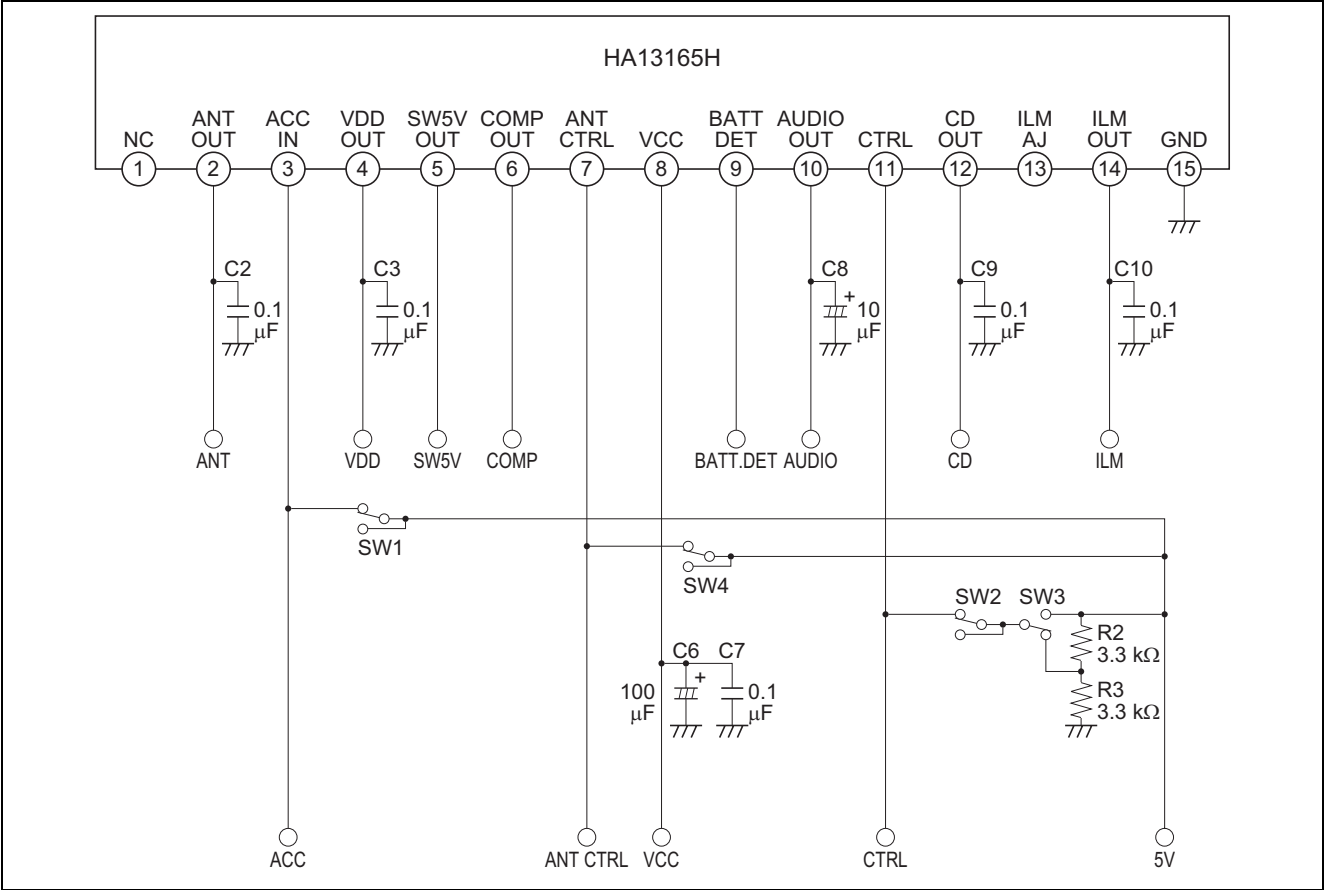 HA13165H
NC
ANT
OUT
ACC
IN
VDD
OUT
SW5V
OUT
COMP
OUT
ANT
CTRL
VCC
BATT
DET
AUDIO
OUT
CTRL
CD
OUT
ILM
AJ
ILM
OUT
GND
1
2
3
4
5
6
7
8
9
10
11
12
13
14
15
C2
0.1
µF
C3
0.1
µF
C8
+
10
µF
C9
0.1
µF
C10
0.1
µF
ANT
VDD
SW5V
COMP
BATT.DET
AUDIO
CD
ILM
SW1
SW4
SW2
SW3
R2
3.3 kΩ
R3
3.3 kΩ
C6
+
100
µF
C7
0.1
µF
ACC
ANT CTRL
VCC
CTRL
5V